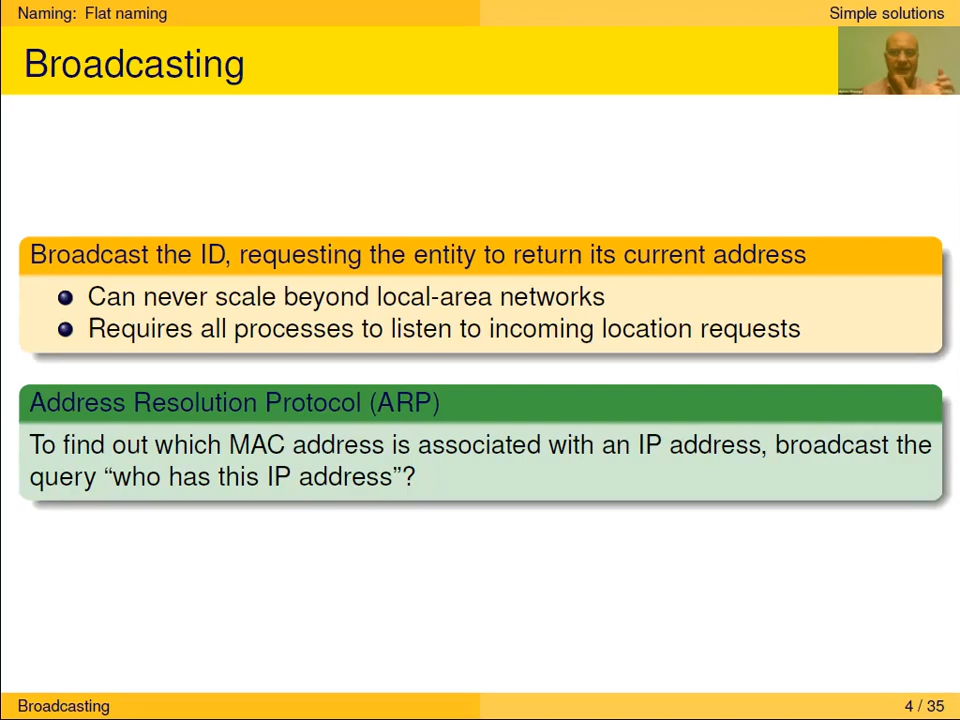 Naming: Flat naming
Simple solutions
Broadcasting
Broadcast the ID, requesting the entity to return its current address
Can never scale beyond local-area networks
Requires all processes to listen to incoming location requests
Address Resolution Protocol (ARP)
To find out which MAC address is associated with an IP address, broadcast the
query “who has this IP address”?
Broadcasting
4 / 35